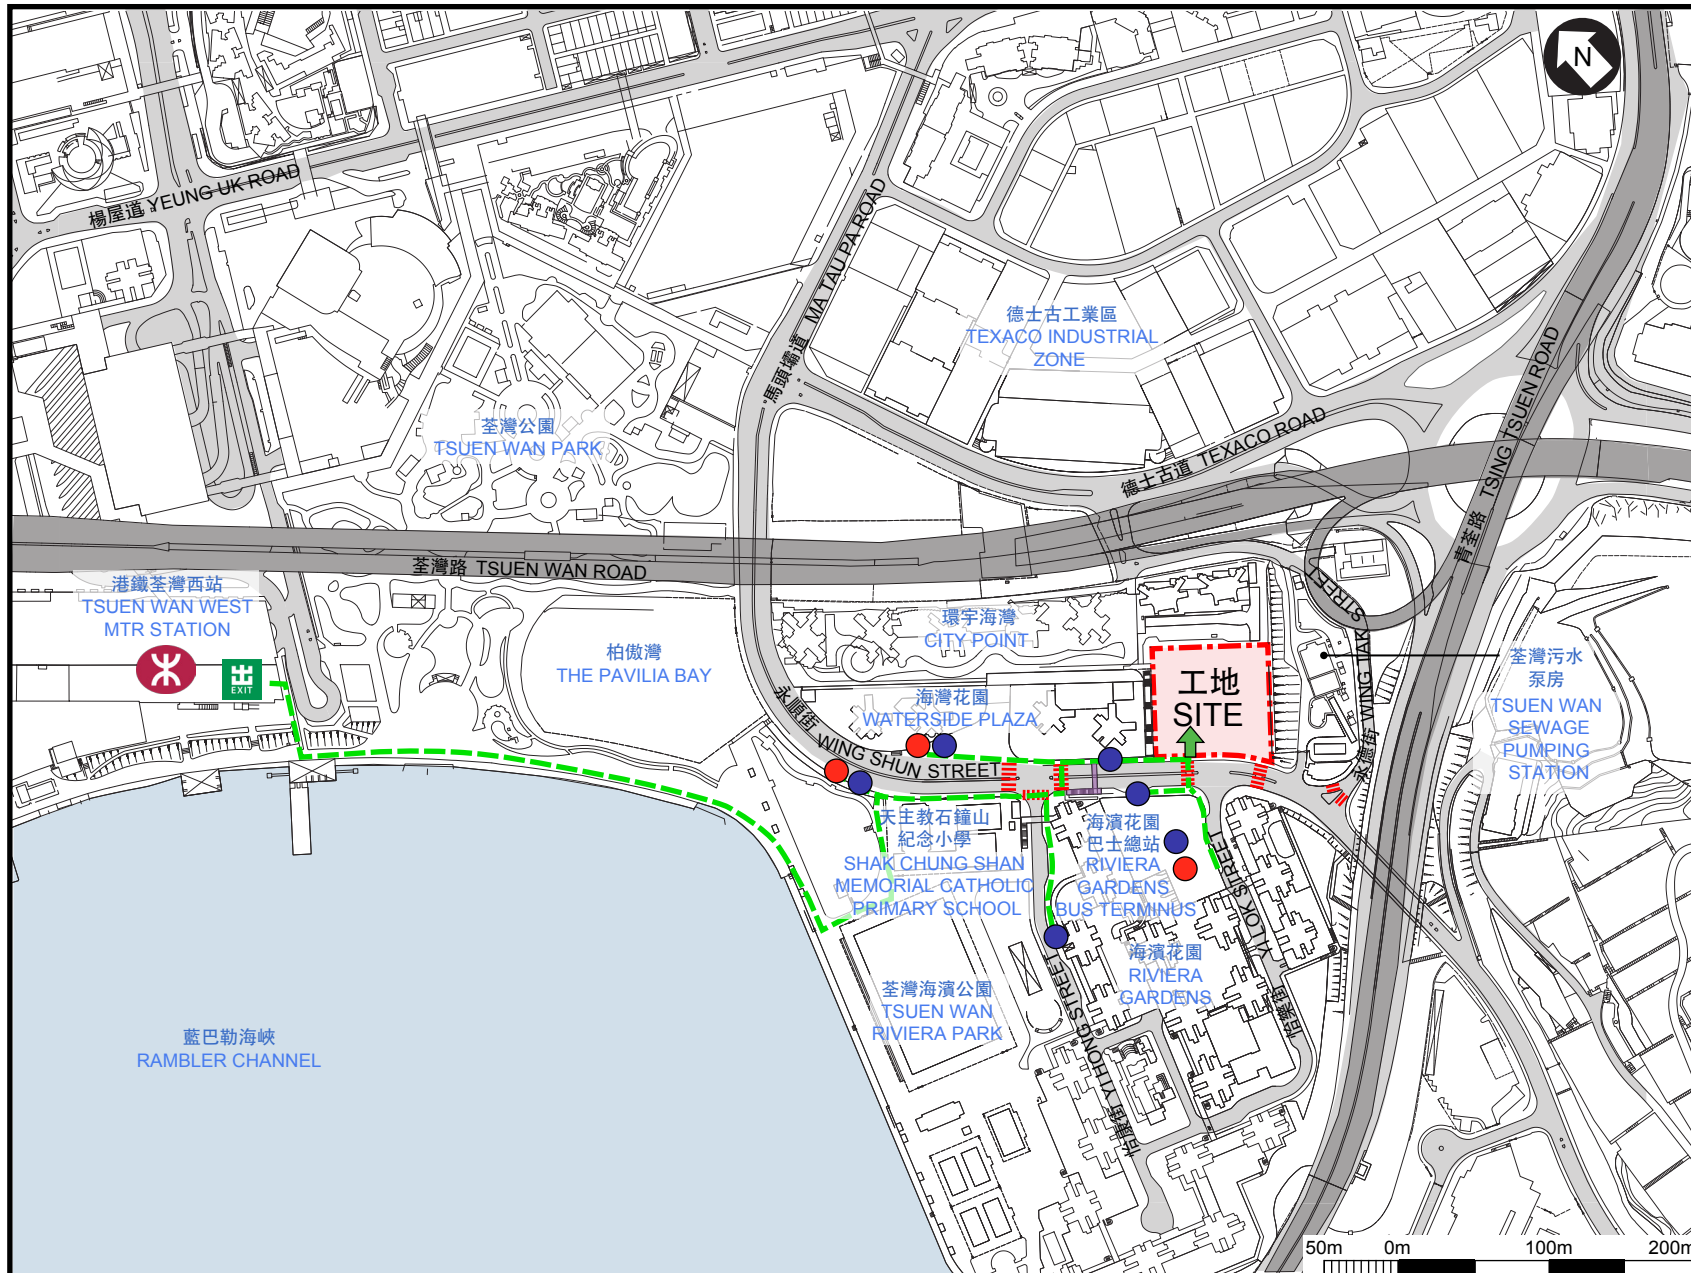 N
楊屋道 YEUNG UK ROAD
馬頭壩道 MA TAU PA ROAD
德士古工業區
TEXACO INDUSTRIAL
ZONE
青荃路 TSING TSUEN ROAD
荃灣公園
TSUEN WAN PARK
德士古道 TEXACO ROAD
荃灣路 TSUEN WAN ROAD
港鐵荃灣西站
TSUEN WAN WEST
MTR STATION
出
EXIT
柏傲灣
THE PAVILIA BAY
環宇海灣
CITY POINT
永德街 WING TAK STREET
工地
SITE
荃灣污水
泵房
TSUEN WAN
SEWAGE
PUMPING
STATION
海灣花園
WATERSIDE PLAZA
永順街 WING SHUN STREET
天主教石鐘山
紀念小學
SHAK CHUNG SHAN
MEMORIAL CATHOLIC
PRIMARY SCHOOL
海濱花園
巴士總站
RIVIERA
GARDENS
BUS TERMINUS
怡樂街 YI LOK STREET
海濱花園
RIVIERA
GARDENS
荃灣海濱公園
TSUEN WAN
RIVIERA PARK
怡康街 YI HONG STREET
藍巴勒海峽
RAMBLER CHANNEL
50m 0m 100m 200m